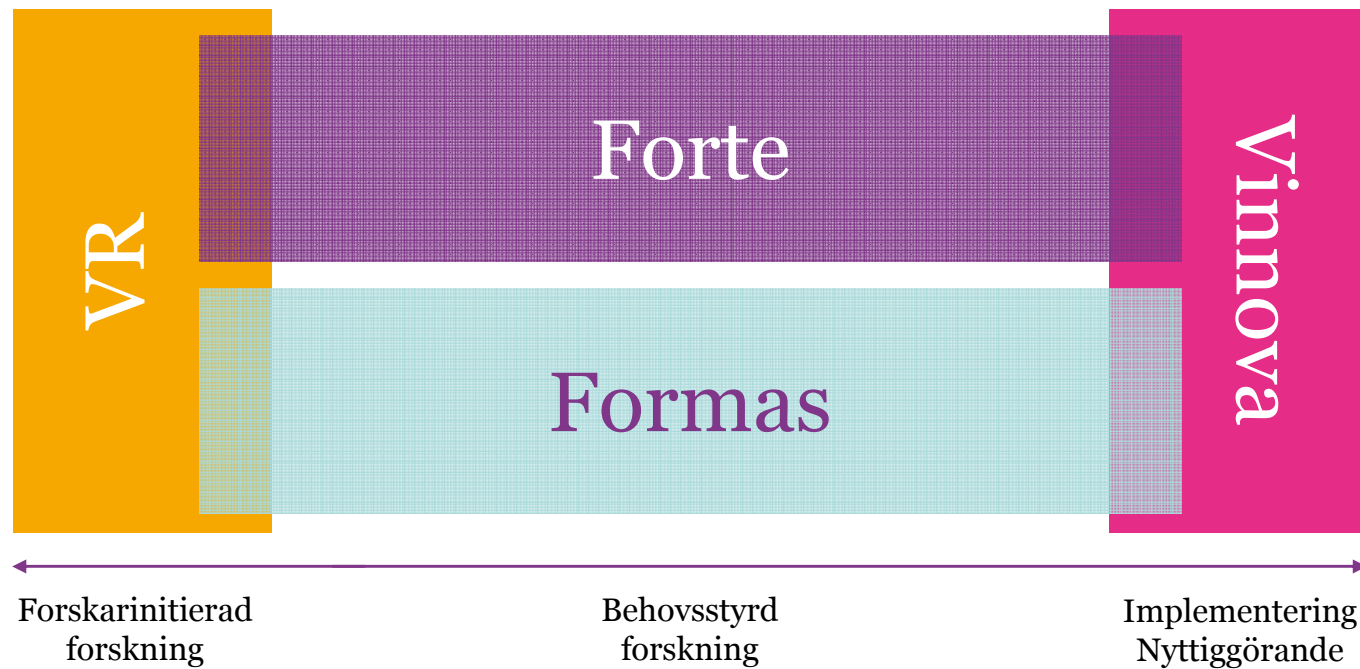 VR
Forte
Formas
Vinnova
Forskarinitierad
forskning
Behovsstyrd
forskning
Implementering
Nyttiggörande